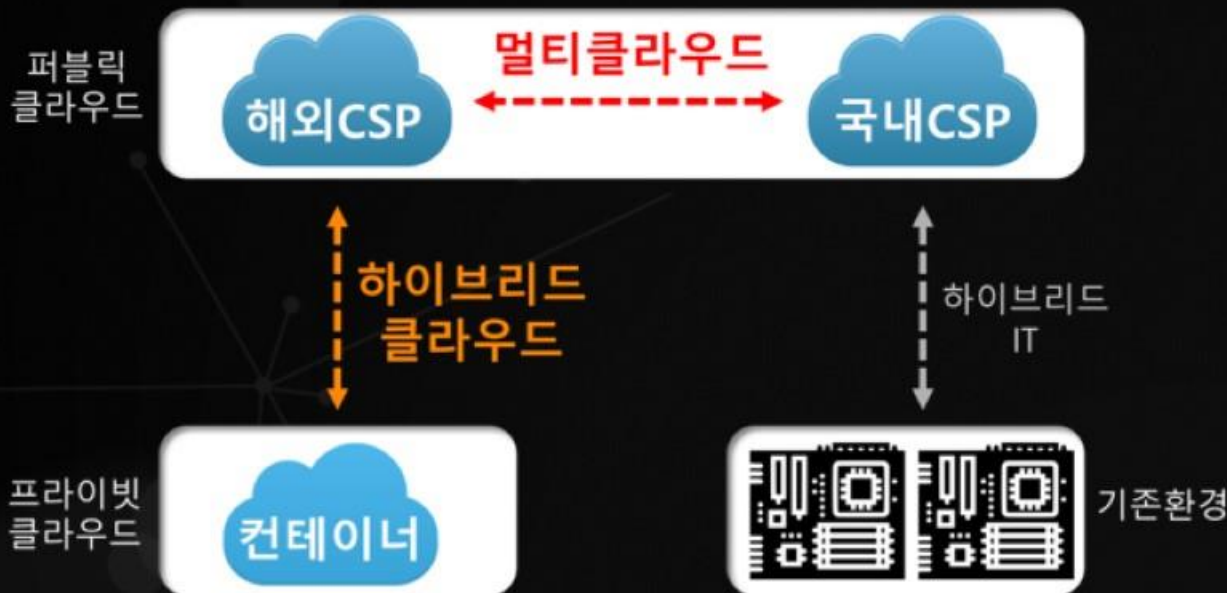 퍼블릭
클라우드
해외CSP
멀티클라우드
국내CSP
하이브리드
클라우드
하이브리드
IT
프라이빗
클라우드
컨테이너
기존환경